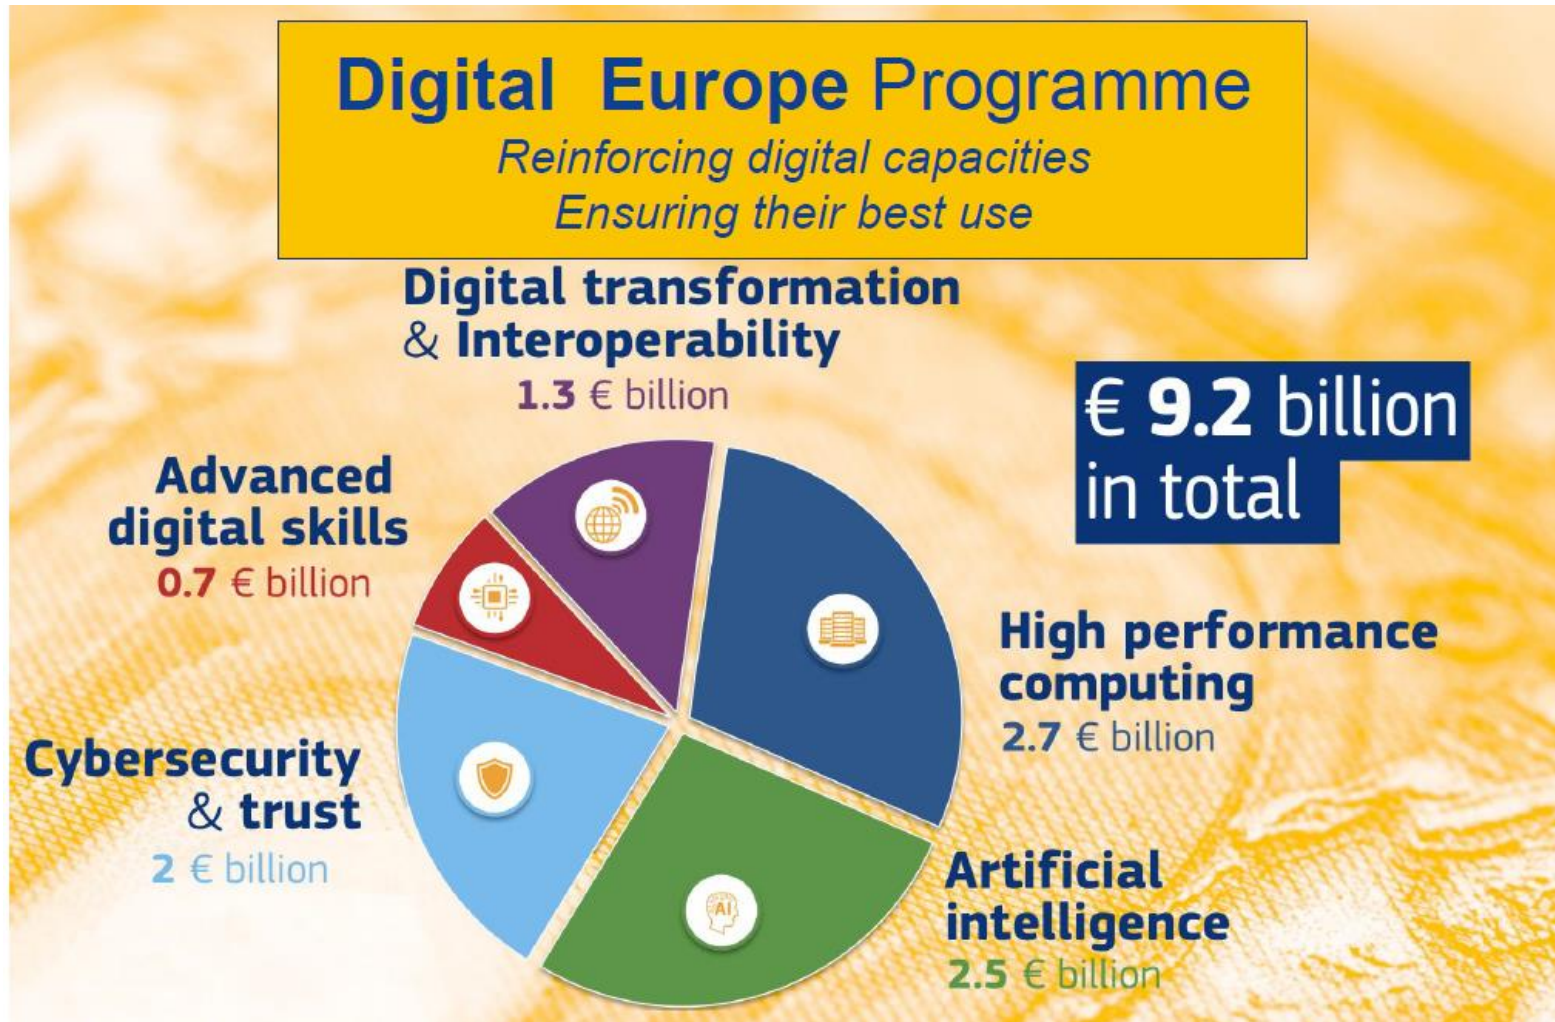 Digital Europe Programme
Reinforcing digital capacities
Ensuring their best use
Digital transformation
& Interoperability
1.3 € billion
€ 9.2 billion
in total
Advanced
digital skills
0.7 € billion
High performance
computing
2.7 € billion
Cybersecurity
& trust
2 € billion
Artificial
intelligence
2.5 € billion
AI